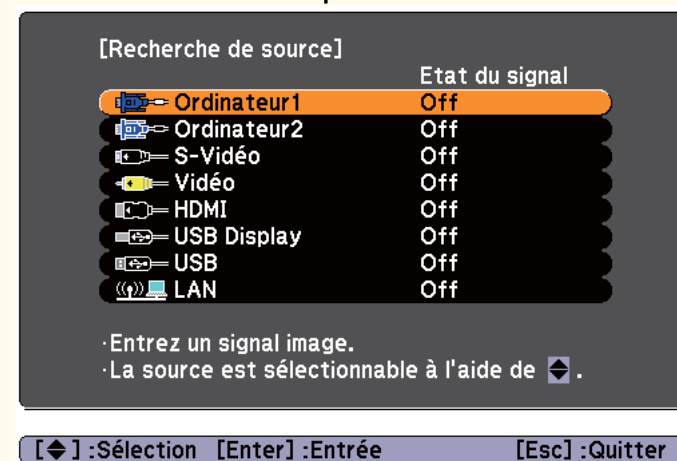 [Recherche de source]
Etat du signal
Ordinateur1 Off
Ordinateur2 Off
S-Vidéo Off
Vidéo Off
HDMI Off
USB Display Off
USB Off
LAN Off
·Entrez un signal image.
·La source est sélectionnable à l'aide de .
[ ] :Sélection [Enter] :Entrée [Esc] :Quitter